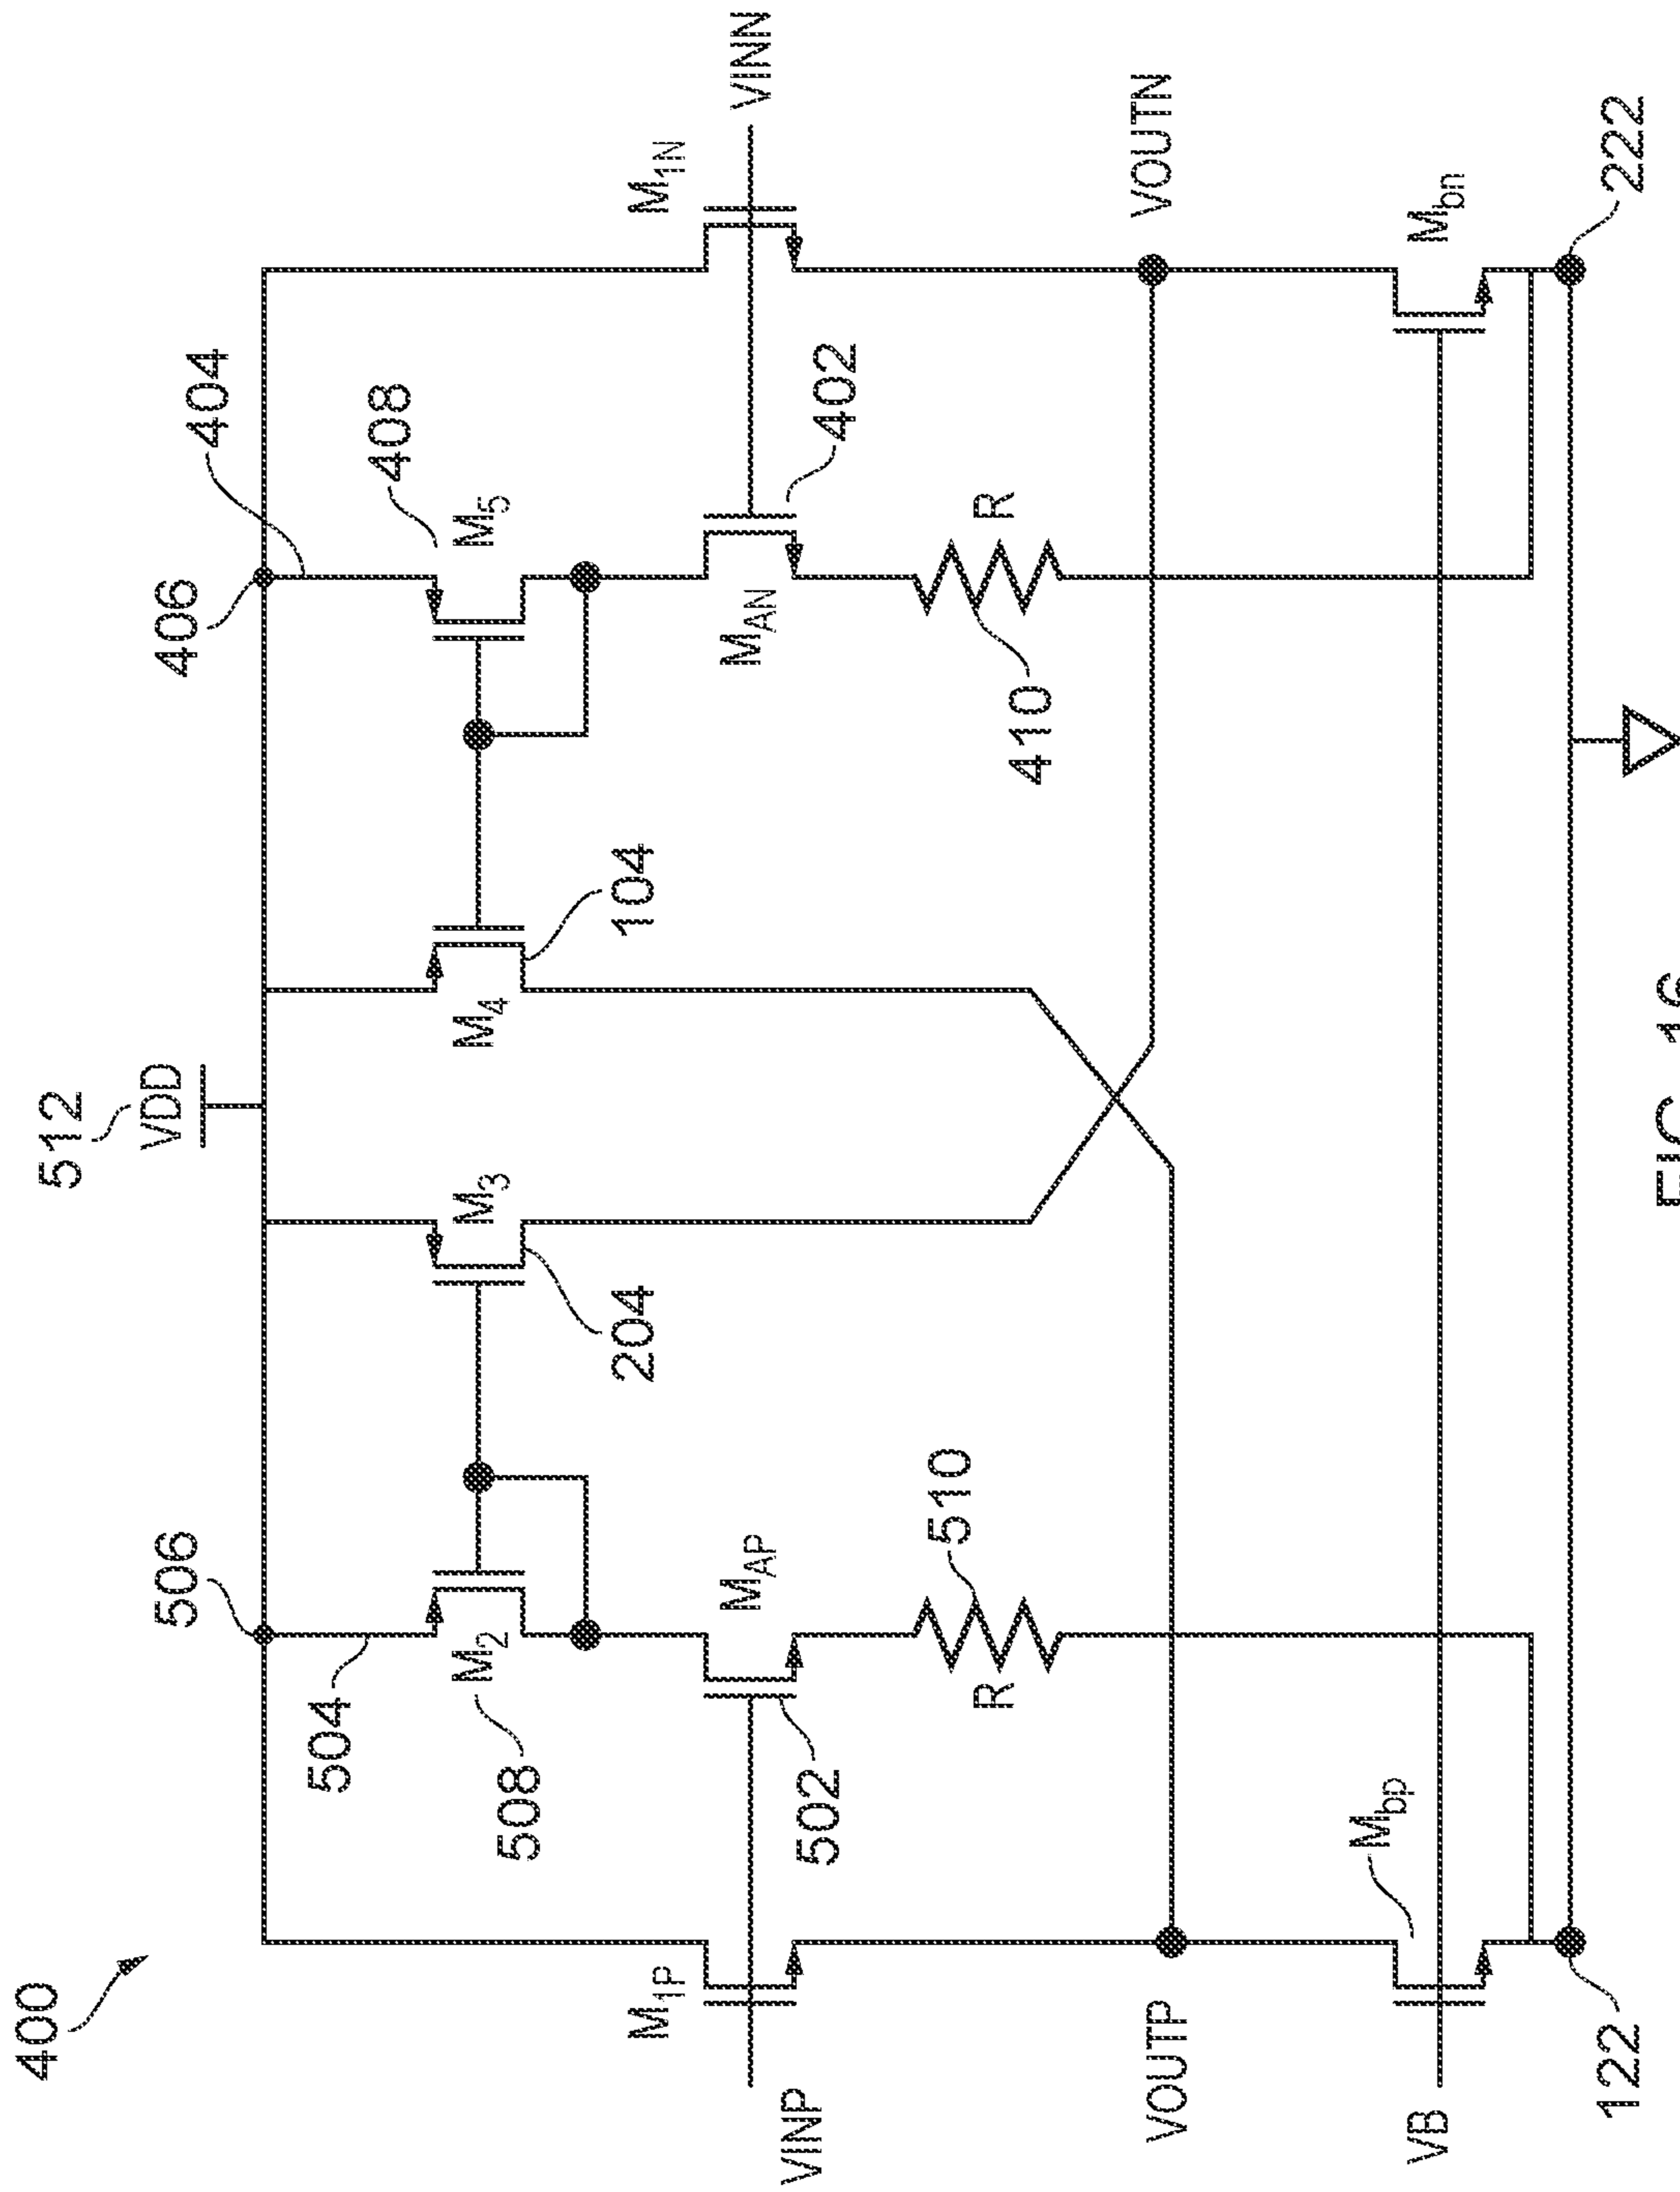 400
512
VDD
506
406
404
504
408
M2
M3
M4
M5
508
204
104
M1P
M1N
MAP
MAN
VINN
VINP
502
402
510
R
R
410
VOUTP
VOUTN
Mbp
Mbn
VB
122
222
FIG. 16